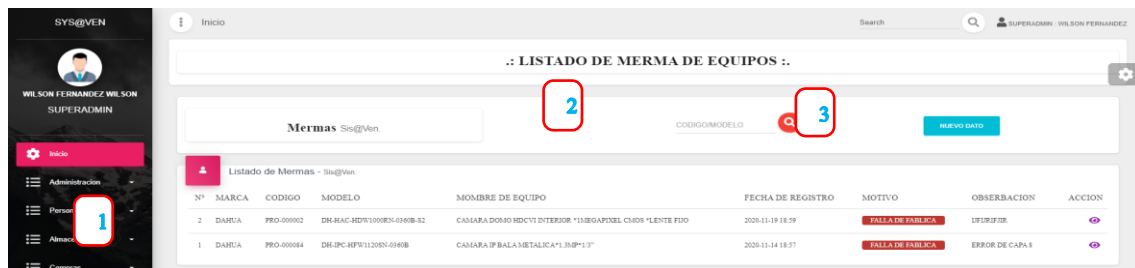 SYS@VEN
WILSON FERNANDEZ WILSON
SUPERADMIN
Inicio
Administracion
Person
Almace
Compras
1
Inicio
Search
SUPERADMIN : WILSON FERNANDEZ
.: LISTADO DE MERMA DE EQUIPOS :.
2
3
Mermas Sis@Ven.
CODIGO/MODELO
NUEVO DATO
Listado de Mermas - Sis@Ven
N° MARCA CODIGO MODELO MOMBRE DE EQUIPO FECHA DE REGISTRO MOTIVO OBSERBACION ACCION
2 DAHUA PRO-000002 DH-HAC-HDW1000RN-0360B-S2 CAMARA DOMO HDCVI INTERIOR *1MEGAPIXEL CMOS *LENTE FIJO 2020-11-19 18:59 FALLA DE FABLICA UFURJFJIR
1 DAHUA PRO-000084 DH-IPC-HFW1120SN-0360B CAMARA IP BALA METALICA*1.3MP*1/3" 2020-11-14 18:57 FALLA DE FABLICA ERROR DE CAPA 8